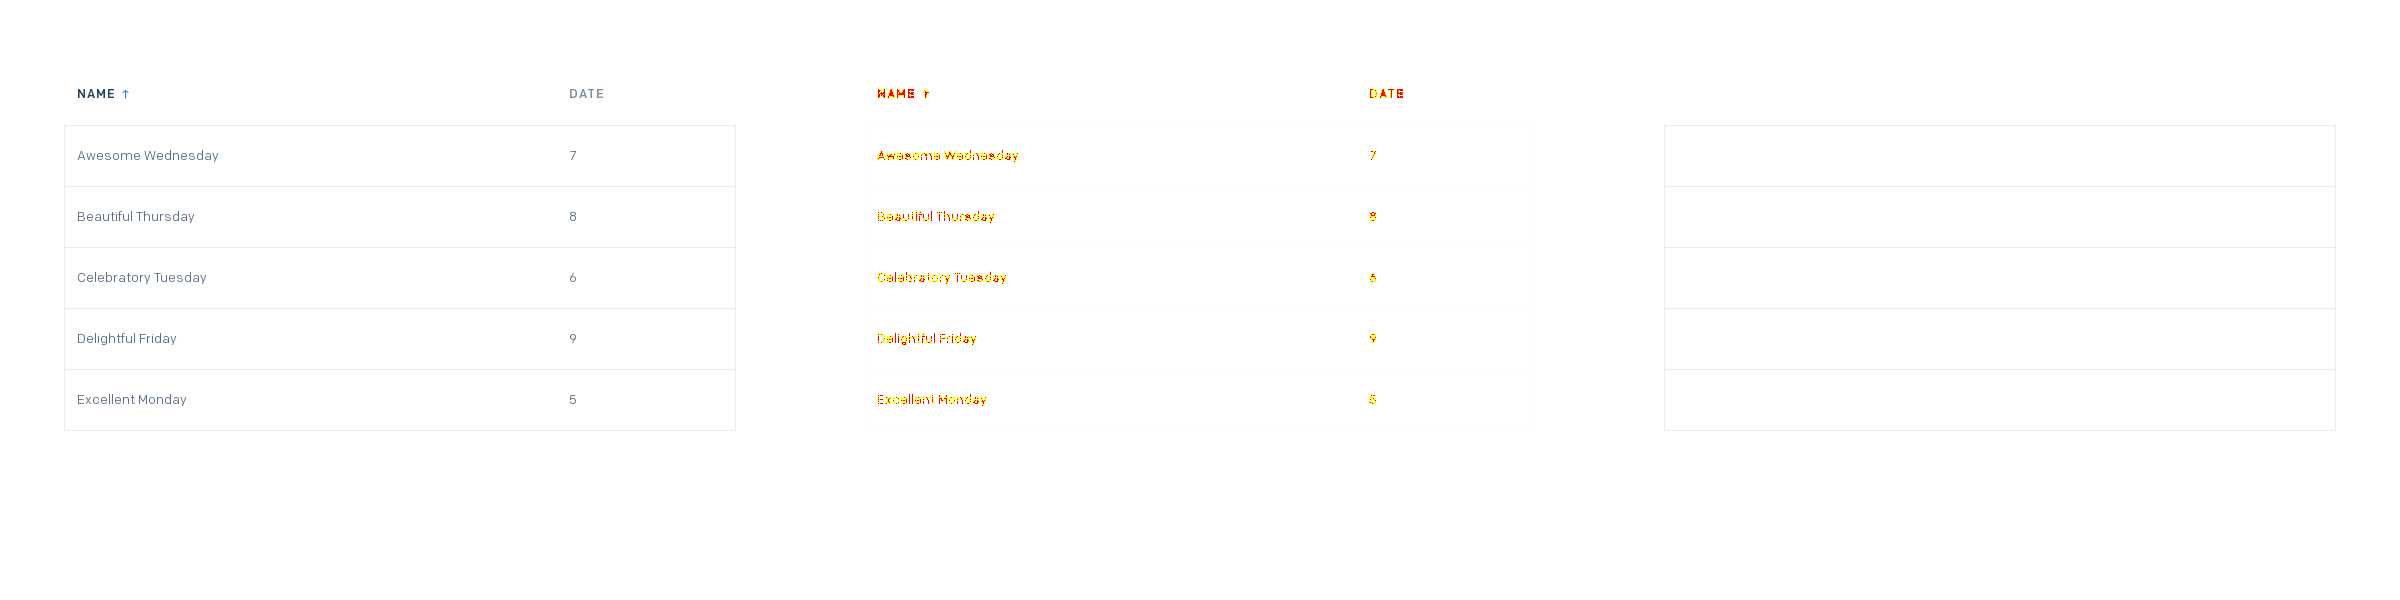 NAME ↑ DATE NAME ↑ DATE
Awesome Wednesday 7 Awesome Wednesday 7
Beautiful Thursday 8 Beautiful Thursday 8
Celebratory Tuesday 6 Celebratory Tuesday 6
Delightful Friday 9 Delightful Friday 9
Excellent Monday 5 Excellent Monday 5